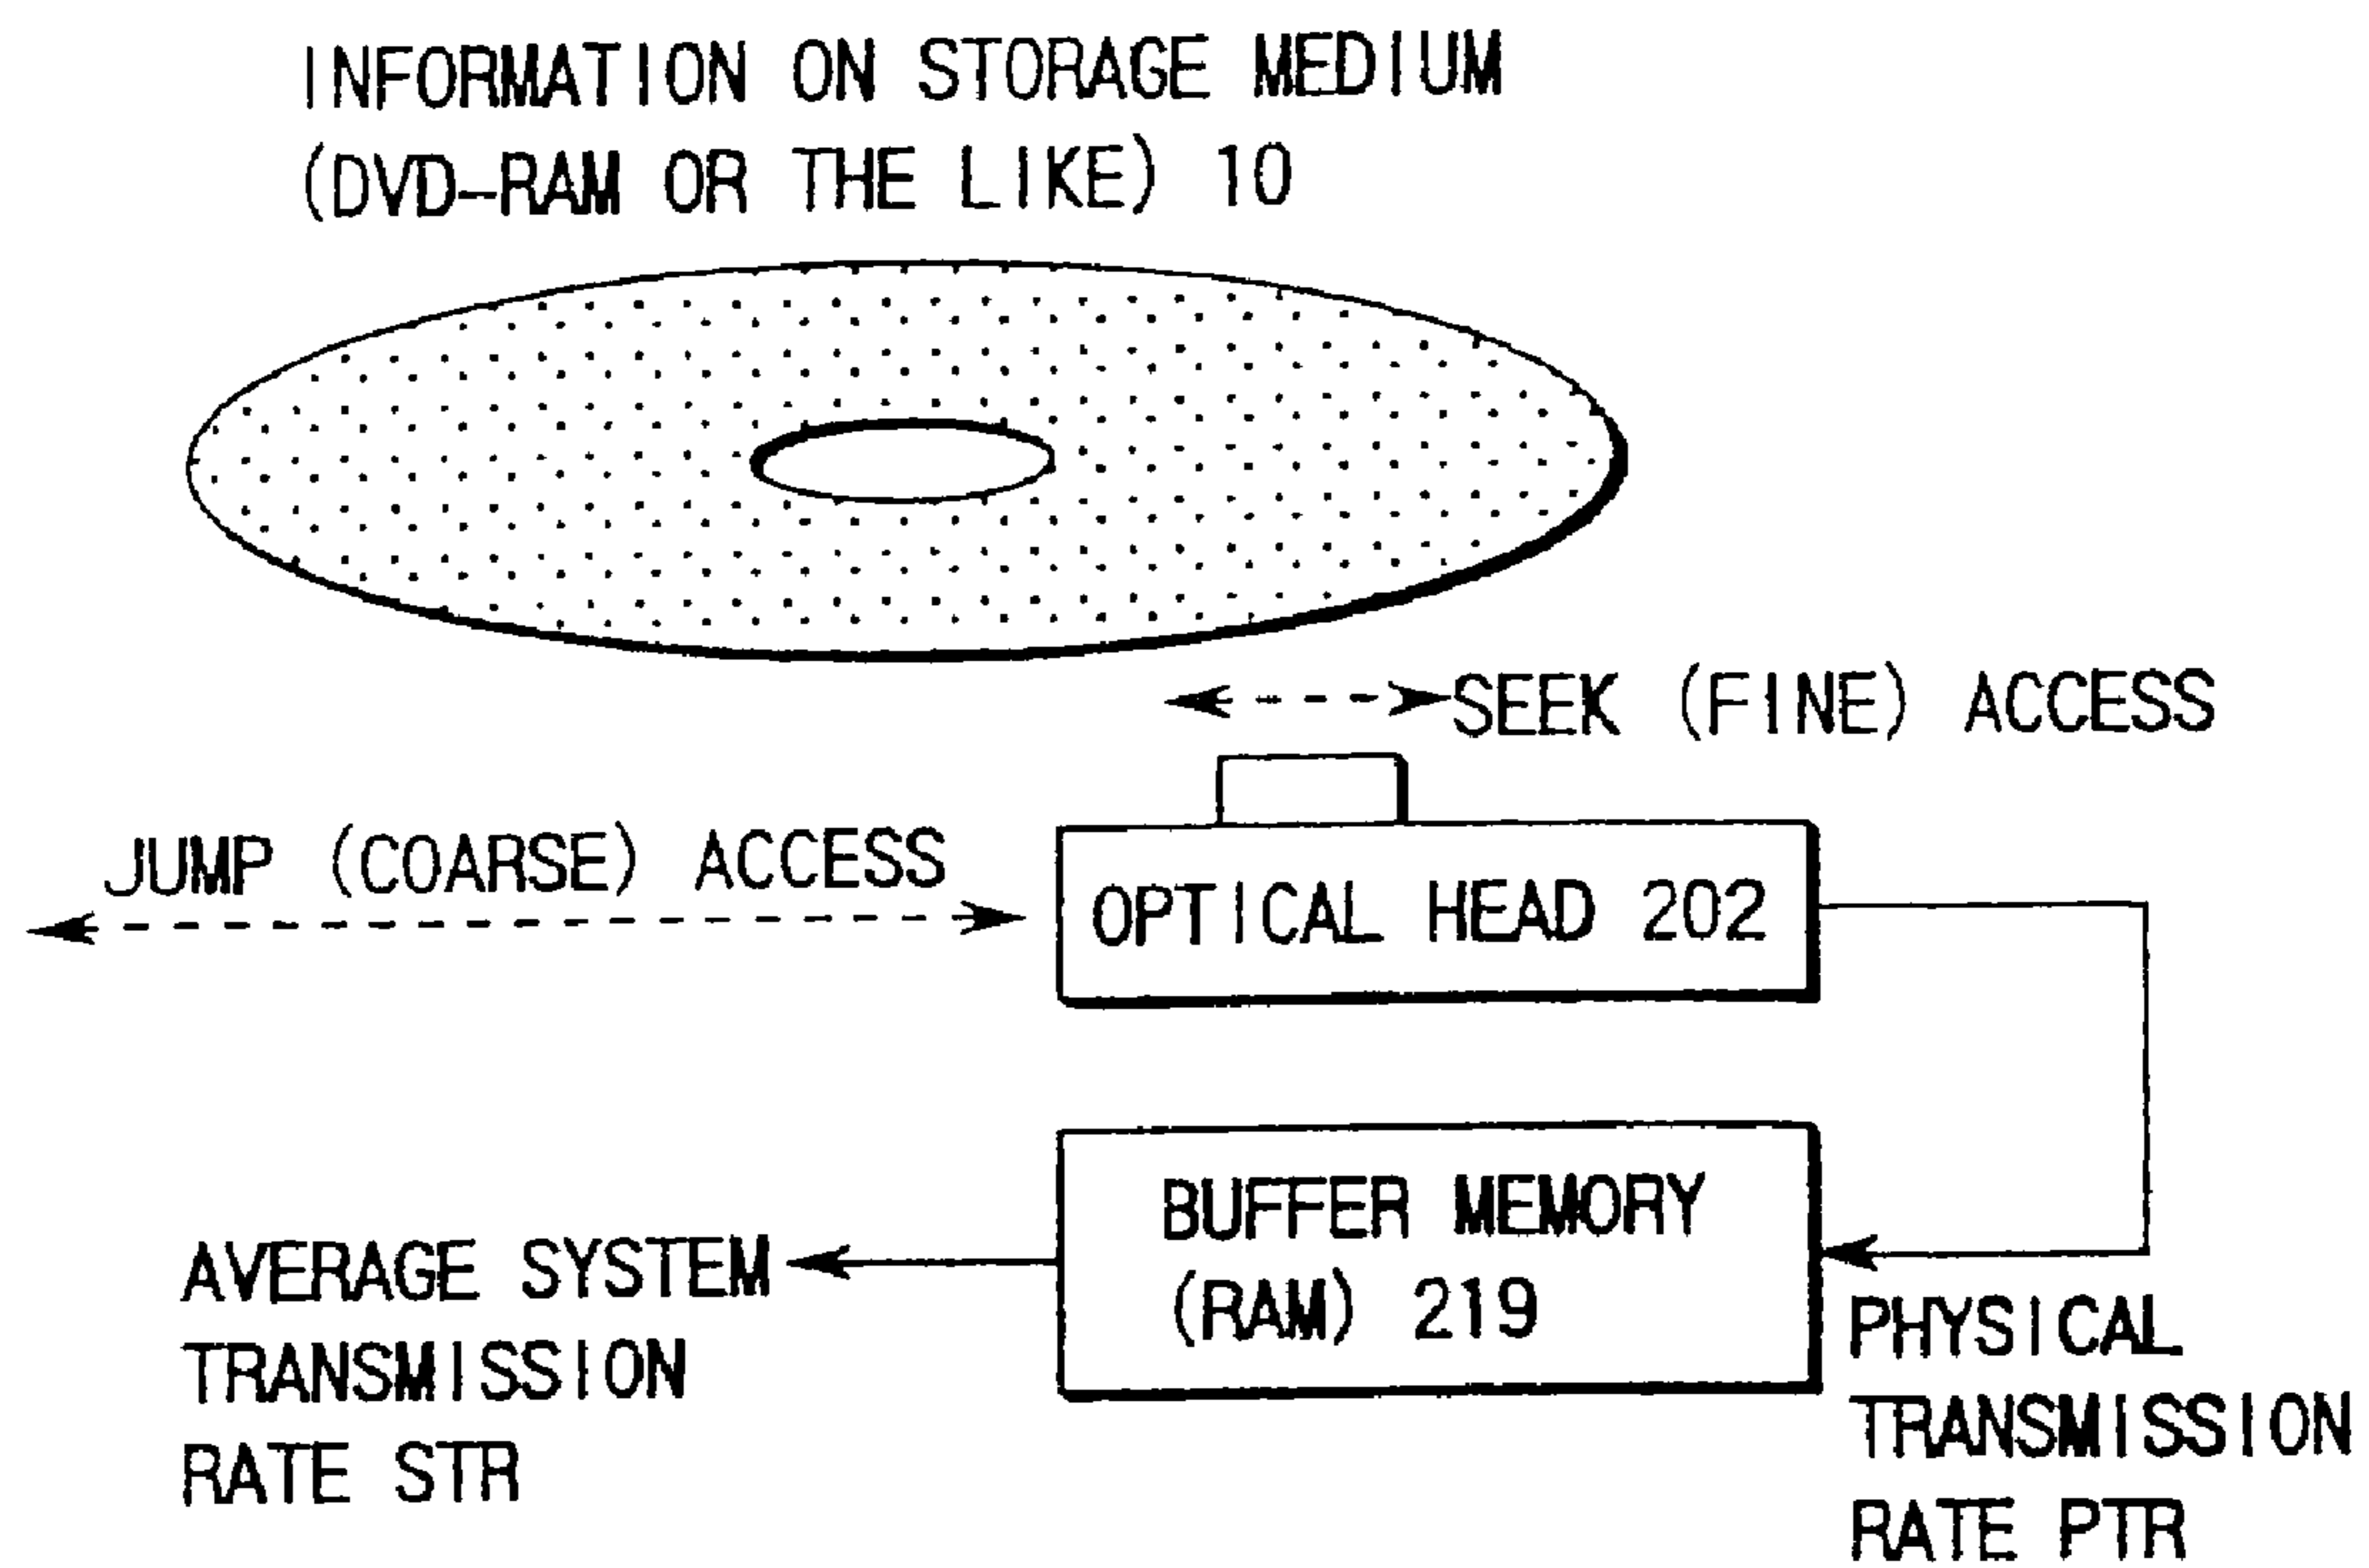 INFORMATION ON STORAGE MEDIUM
(DVD-RAM OR THE LIKE) 10
SEEK (FINE) ACCESS
JUMP (COARSE) ACCESS
OPTICAL HEAD 202
BUFFER MEMORY
(RAM) 219
AVERAGE SYSTEM
TRANSMISSION
RATE STR
PHYSICAL
TRANSMISSION
RATE PTR